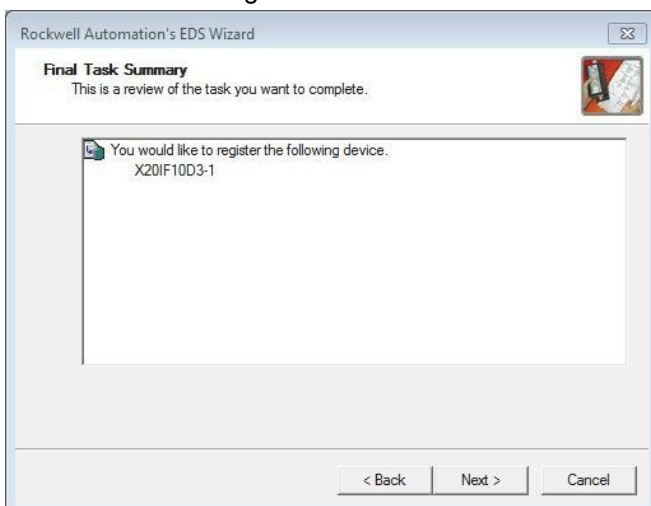 Rockwell Automation's EDS Wizard
Final Task Summary
This is a review of the task you want to complete.
You would like to register the following device.
X20IF10D3-1
< Back
Next >
Cancel